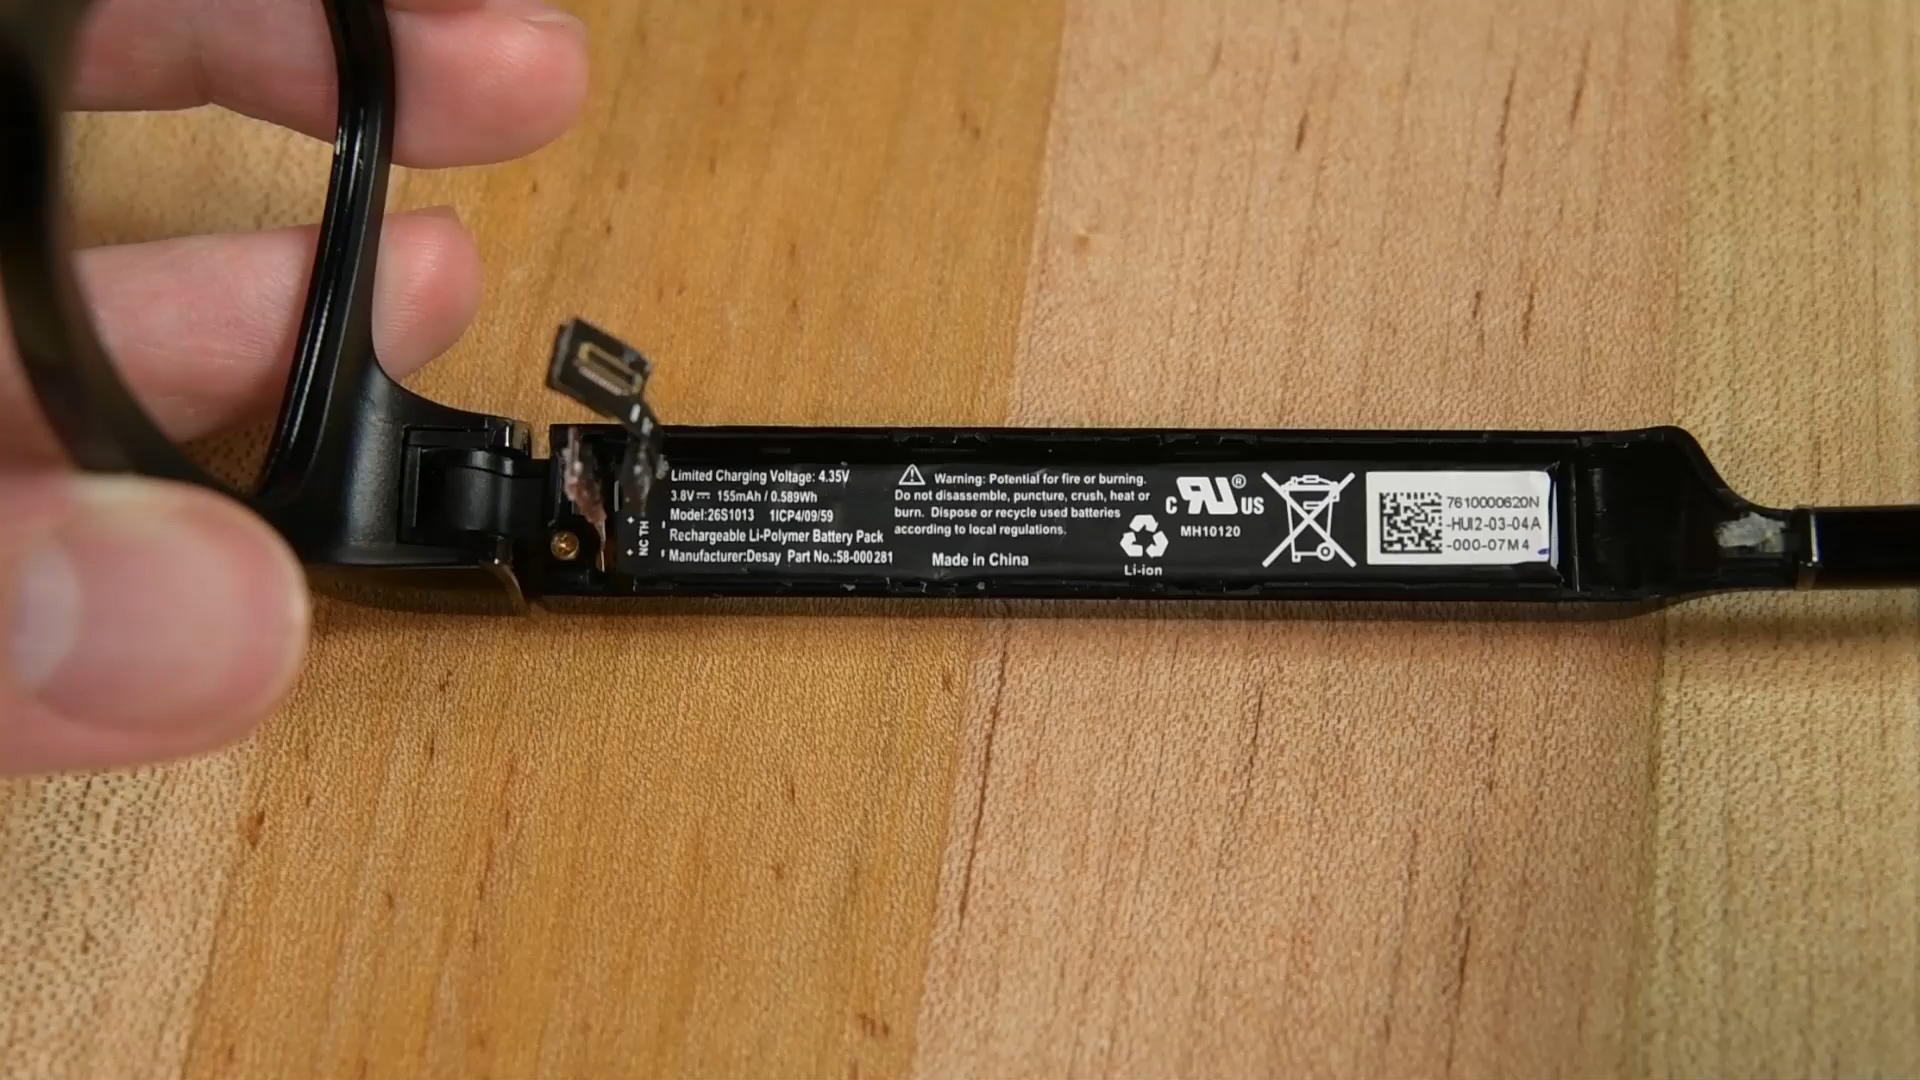 Limited Charging Voltage: 4.35V
3.8V 155mAh / 0.589Wh
Model:26S1013 1ICP4/09/59
Rechargeable Li-Polymer Battery Pack
Manufacturer:Desay Part No.:58-000281
+ NC TH +
Warning: Potential for fire or burning.
Do not disassemble, puncture, crush, heat or
burn. Dispose or recycle used batteries
according to local regulations.
Made in China
Li-ion
c RU ® US
MH10120
7610000620N
-HUI2-03-04A
-000-07M4